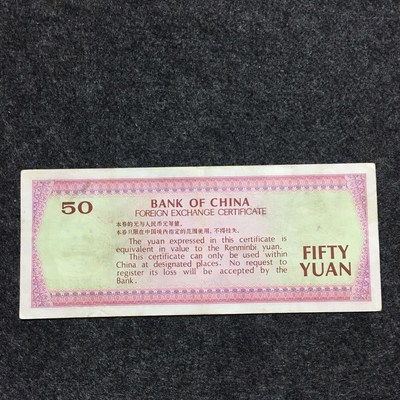 BANK OF CHINA
FOREIGN EXCHANGE CERTIFICATE
50
本券的元与人民币元等值。
本券只限在中国境内指定的范围使用,不得挂失。
The yuan expressed in this certificate is
equivalent in value to the Renminbi yuan.
This certificate can only be used within
China at designated places. No request to
register its loss will be accepted by the
Bank.
FIFTY
YUAN